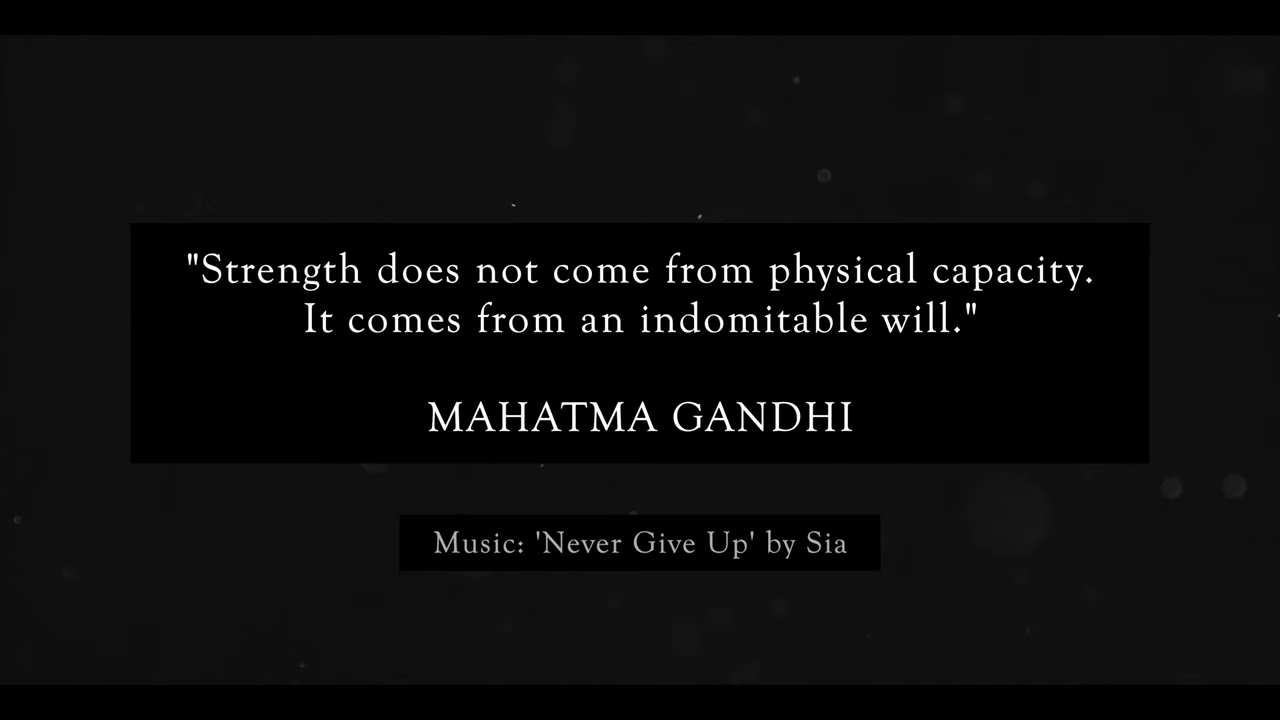 "Strength does not come from physical capacity.
It comes from an indomitable will."
MAHATMA GANDHI
Music: 'Never Give Up' by Sia